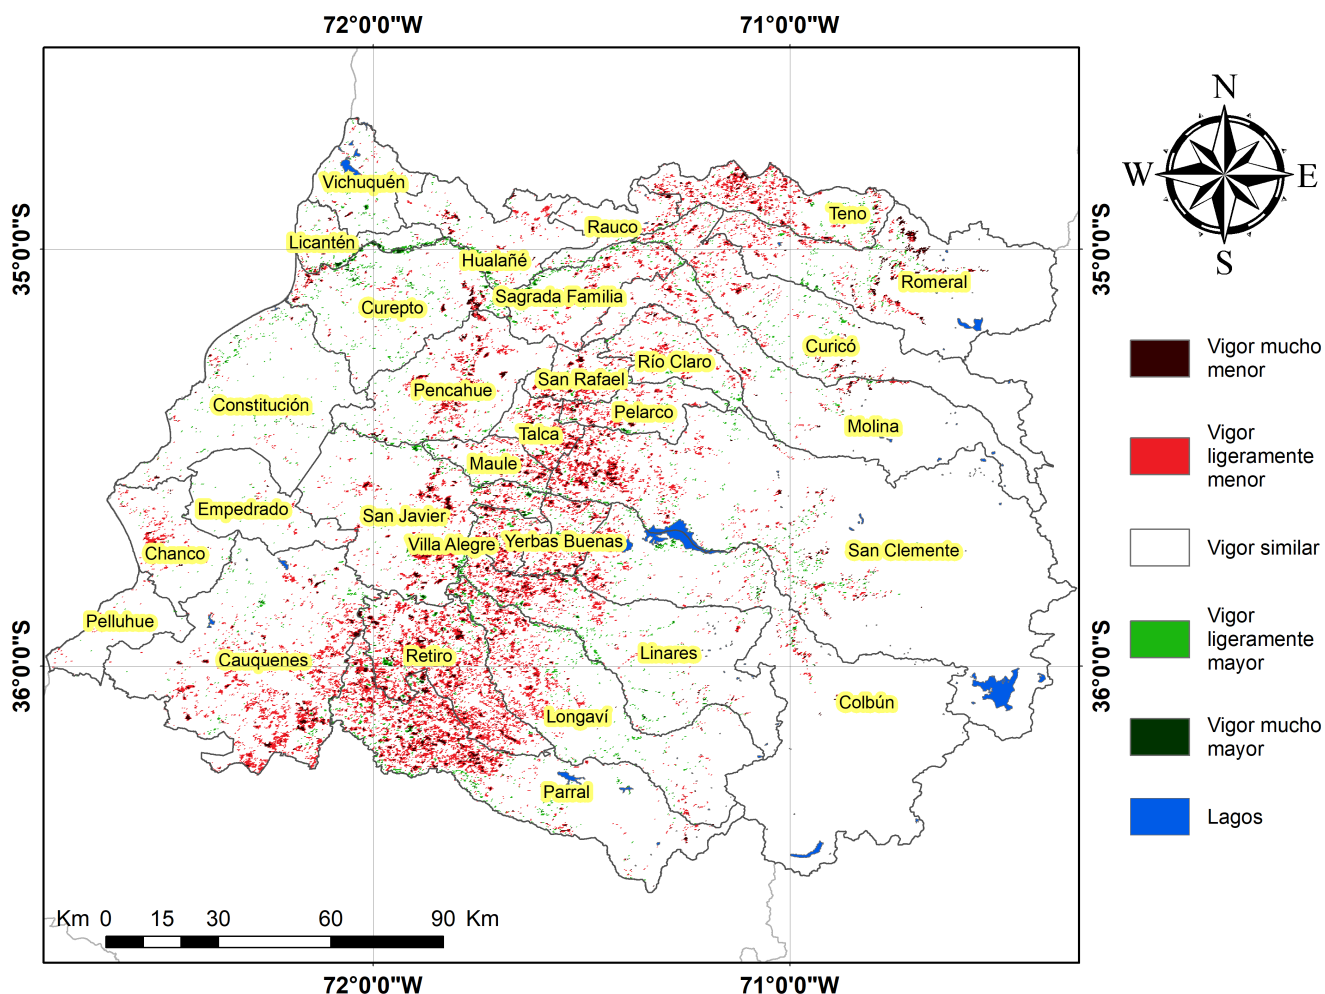 72°0'0"W
71°0'0"W
N
W
E
S
35°0'0"S
35°0'0"S
Vichuquén
Teno
Rauco
Licantén
Hualañé
Romeral
Sagrada Familia
Curepto
Curicó
Río Claro
San Rafael
Pencahue
Constitución
Pelarco
Molina
Talca
Maule
Empedrado
San Javier
Villa Alegre
Yerbas Buenas
San Clemente
Chanco
Pelluhue
Cauquenes
Retiro
Linares
Colbún
Longaví
Parral
36°0'0"S
36°0'0"S
Vigor mucho
menor
Vigor
ligeramente
menor
Vigor similar
Vigor
ligeramente
mayor
Vigor mucho
mayor
Lagos
Km 0 15 30 60 90 Km
72°0'0"W
71°0'0"W